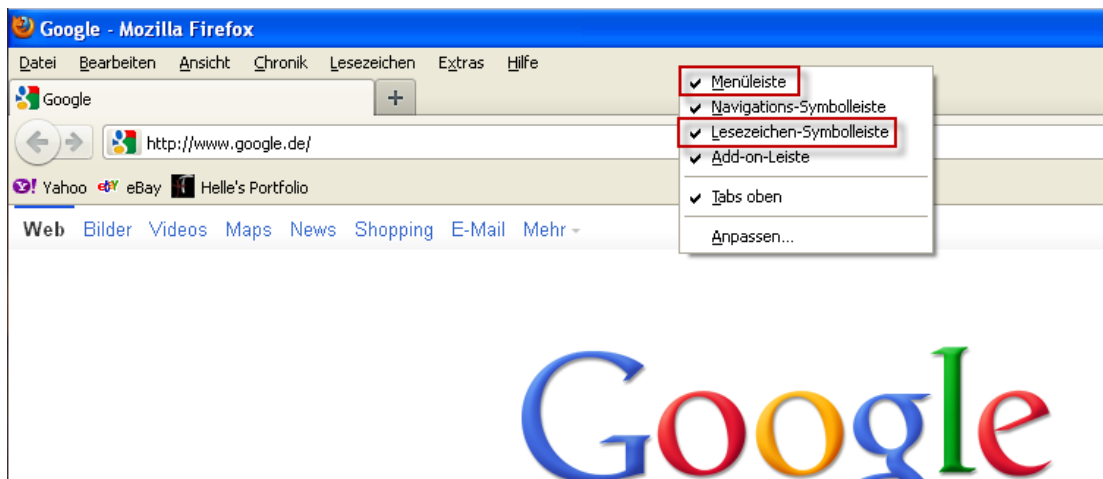 Google - Mozilla Firefox
Datei Bearbeiten Ansicht Chronik Lesezeichen Extras Hilfe
Google +
http://www.google.de/
Yahoo eBay Helle's Portfolio
Web Bilder Videos Maps News Shopping E-Mail Mehr
Menüleiste
Navigations-Symbolleiste
Lesezeichen-Symbolleiste
Add-on-Leiste
Tabs oben
Anpassen...
Google